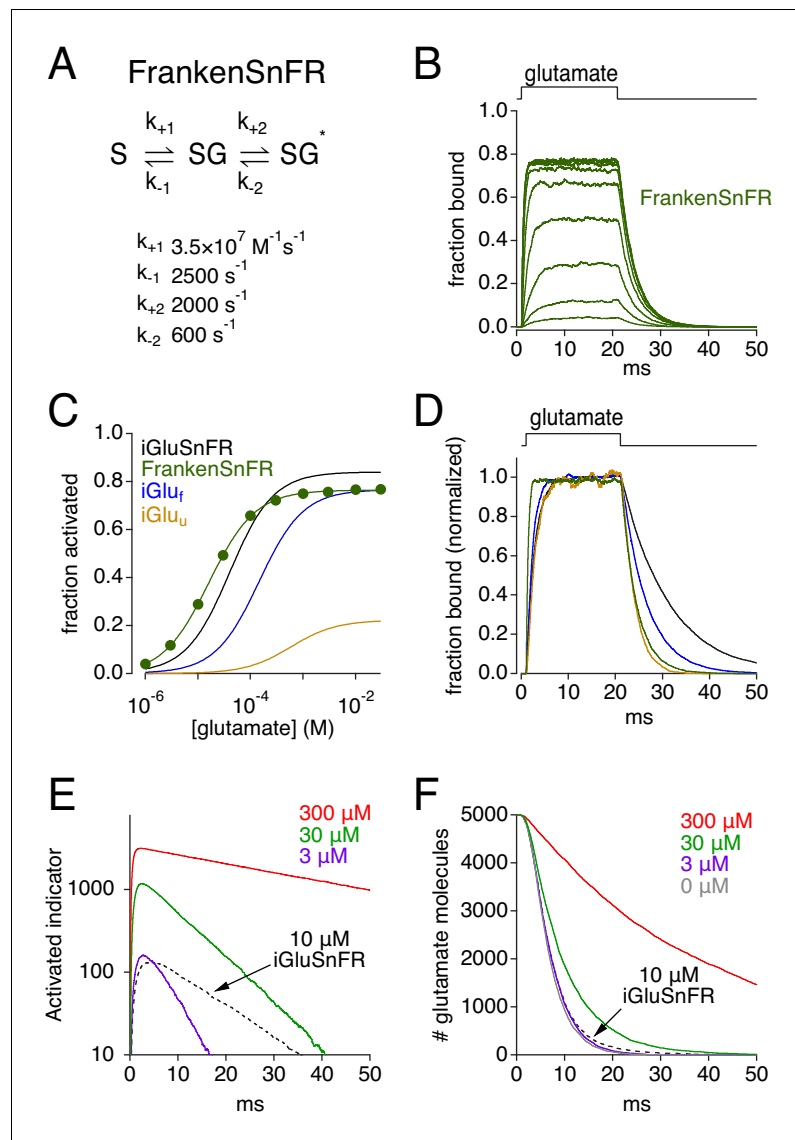 A
FrankenSnFR
k+1 k+2
S ⇌ SG ⇌ SG*
k-1 k-2
k+1 3.5×10^7 M^-1 s^-1
k-1 2500 s^-1
k+2 2000 s^-1
k-2 600 s^-1
B
glutamate
1.0
0.8
0.6
0.4
0.2
0.0
fraction bound
FrankenSnFR
0 10 20 30 40 50
ms
C
1.0
0.8
0.6
0.4
0.2
0.0
fraction activated
iGluSnFR
FrankenSnFR
iGlu_f
iGlu_u
10^-6 10^-4 10^-2
[glutamate] (M)
D
glutamate
1.0
0.8
0.6
0.4
0.2
0.0
fraction bound (normalized)
0 10 20 30 40 50
ms
E
300 µM
30 µM
3 µM
1000
100
10
Activated indicator
10 µM
iGluSnFR
0 10 20 30 40 50
ms
F
5000
4000
3000
2000
1000
0
# glutamate molecules
300 µM
30 µM
3 µM
0 µM
10 µM
iGluSnFR
0 10 20 30 40 50
ms